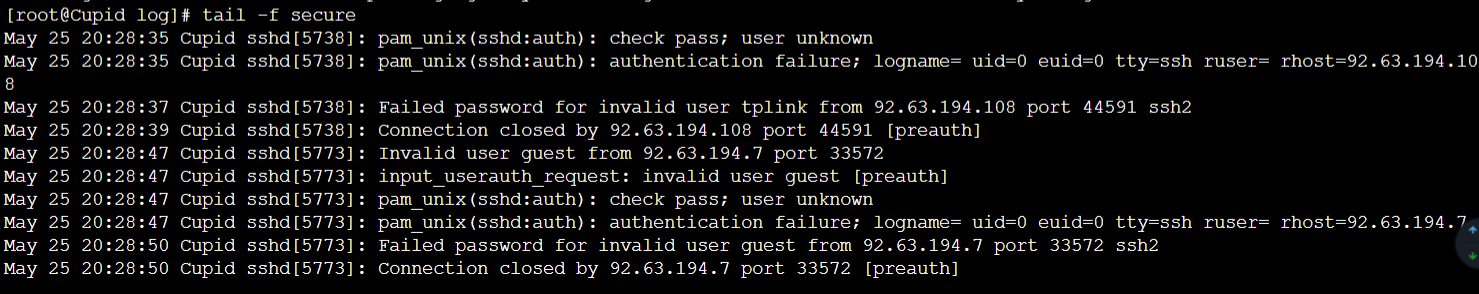 [root@Cupid log]# tail -f secure
May 25 20:28:35 Cupid sshd[5738]: pam_unix(sshd:auth): check pass; user unknown
May 25 20:28:35 Cupid sshd[5738]: pam_unix(sshd:auth): authentication failure; logname= uid=0 euid=0 tty=ssh ruser= rhost=92.63.194.10
8
May 25 20:28:37 Cupid sshd[5738]: Failed password for invalid user tplink from 92.63.194.108 port 44591 ssh2
May 25 20:28:39 Cupid sshd[5738]: Connection closed by 92.63.194.108 port 44591 [preauth]
May 25 20:28:47 Cupid sshd[5773]: Invalid user guest from 92.63.194.7 port 33572
May 25 20:28:47 Cupid sshd[5773]: input_userauth_request: invalid user guest [preauth]
May 25 20:28:47 Cupid sshd[5773]: pam_unix(sshd:auth): check pass; user unknown
May 25 20:28:47 Cupid sshd[5773]: pam_unix(sshd:auth): authentication failure; logname= uid=0 euid=0 tty=ssh ruser= rhost=92.63.194.7
May 25 20:28:50 Cupid sshd[5773]: Failed password for invalid user guest from 92.63.194.7 port 33572 ssh2
May 25 20:28:50 Cupid sshd[5773]: Connection closed by 92.63.194.7 port 33572 [preauth]